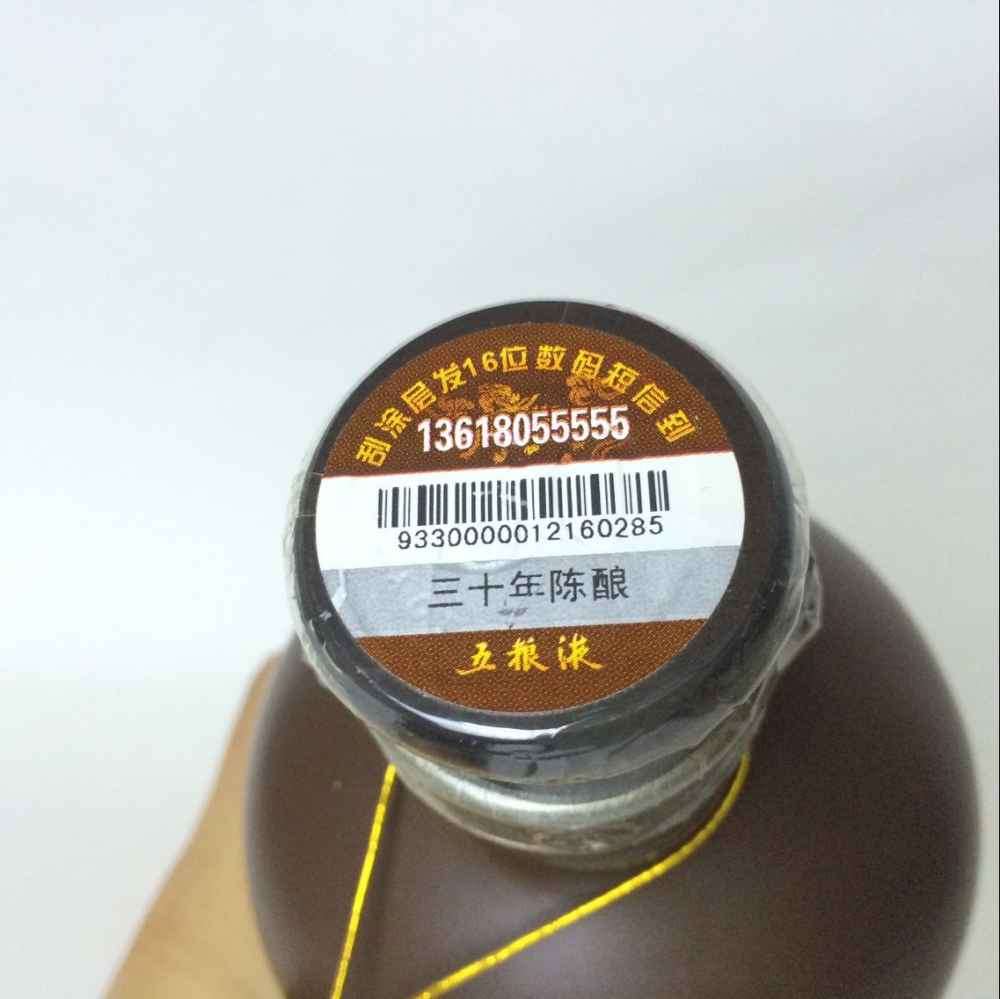 刮涂层发16位数码短信到
13618055555
9330000012160285
三十年陈酿
五粮液